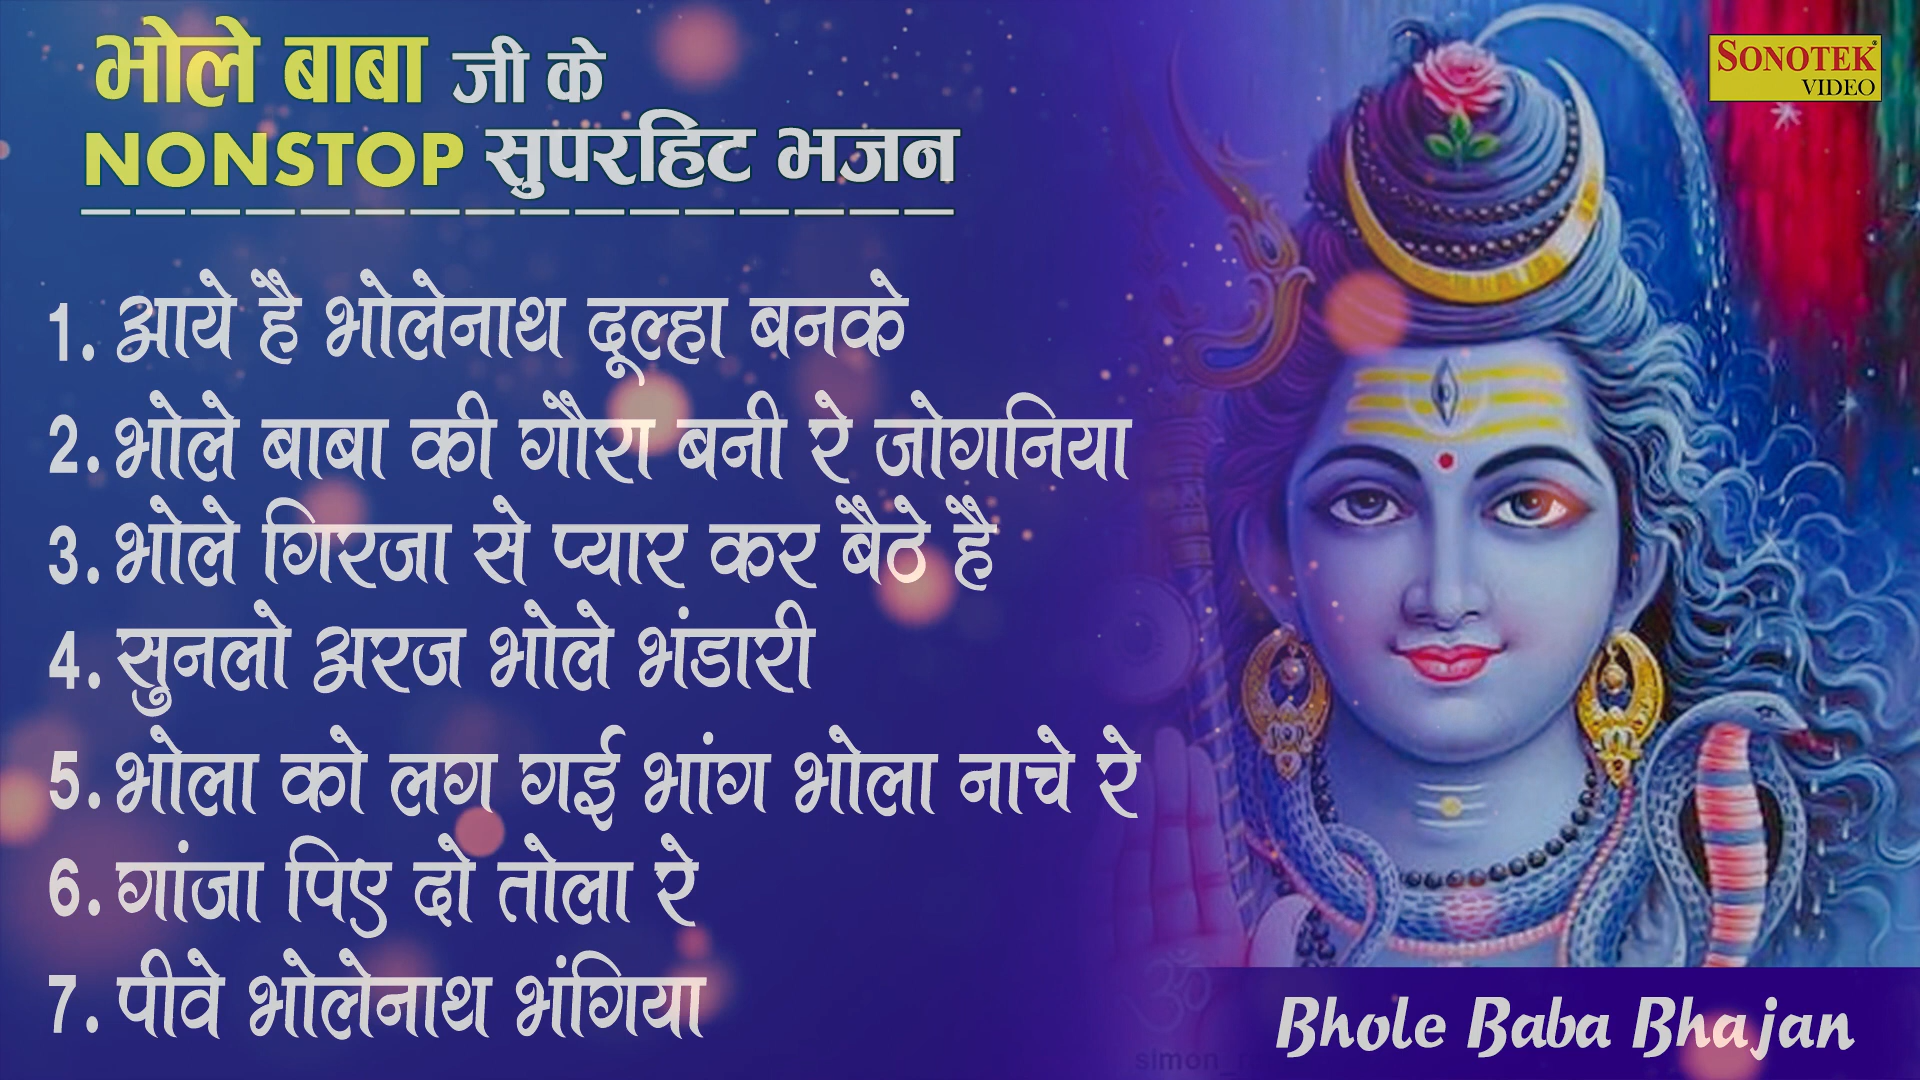 भोले बाबा जी के
NONSTOP सुपरहिट भजन
SONOTEK
VIDEO
1. आये है भोलेनाथ दूल्हा बनके
2. भोले बाबा की गौरा बनी रे जोगनिया
3. भोले गिरजा से प्यार कर बैठे है
4. सुनलो अरज भोले भंडारी
5. भोला को लग गई भांग भोला नाचे रे
6. गांजा पिए दो तोला रे
7. पीवे भोलेनाथ भंगिया
ॐ
Bhole Baba Bhajan